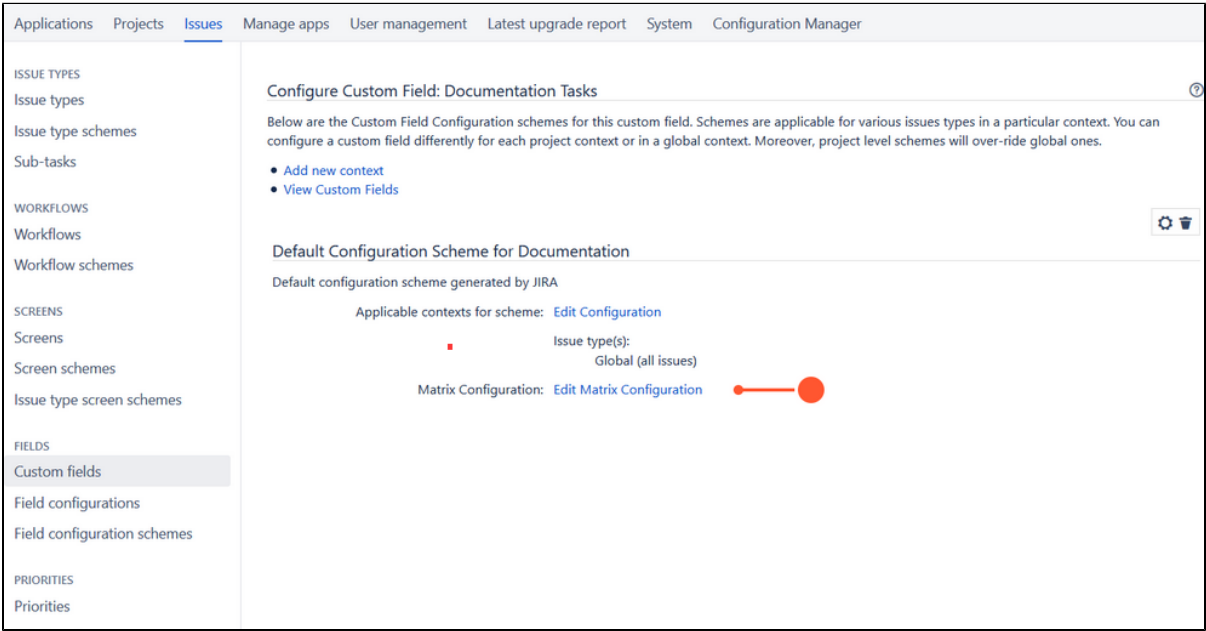 Applications Projects Issues Manage apps User management Latest upgrade report System Configuration Manager
ISSUE TYPES
Issue types
Issue type schemes
Sub-tasks
WORKFLOWS
Workflows
Workflow schemes
SCREENS
Screens
Screen schemes
Issue type screen schemes
FIELDS
Custom fields
Field configurations
Field configuration schemes
PRIORITIES
Priorities
Configure Custom Field: Documentation Tasks
Below are the Custom Field Configuration schemes for this custom field. Schemes are applicable for various issues types in a particular context. You can
configure a custom field differently for each project context or in a global context. Moreover, project level schemes will over-ride global ones.
• Add new context
• View Custom Fields
Default Configuration Scheme for Documentation
Default configuration scheme generated by JIRA
Applicable contexts for scheme: Edit Configuration
Issue type(s):
Global (all issues)
Matrix Configuration: Edit Matrix Configuration